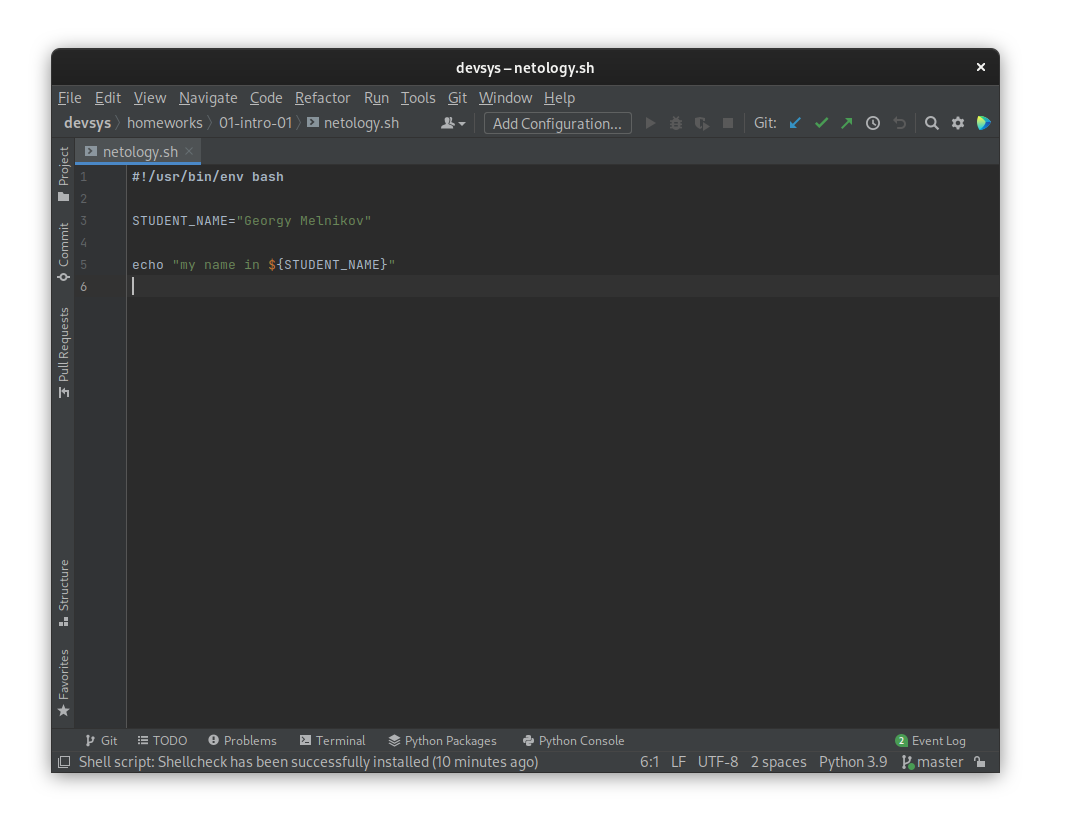 devsys – netology.sh
File Edit View Navigate Code Refactor Run Tools Git Window Help
devsys homeworks 01-intro-01 netology.sh Add Configuration... Git:
netology.sh
Project
Commit
Pull Requests
Structure
Favorites
1 #!/usr/bin/env bash
2
3 STUDENT_NAME="Georgy Melnikov"
4
5 echo "my name in ${STUDENT_NAME}"
6
Git TODO Problems Terminal Python Packages Python Console 2 Event Log
Shell script: Shellcheck has been successfully installed (10 minutes ago) 6:1 LF UTF-8 2 spaces Python 3.9 master